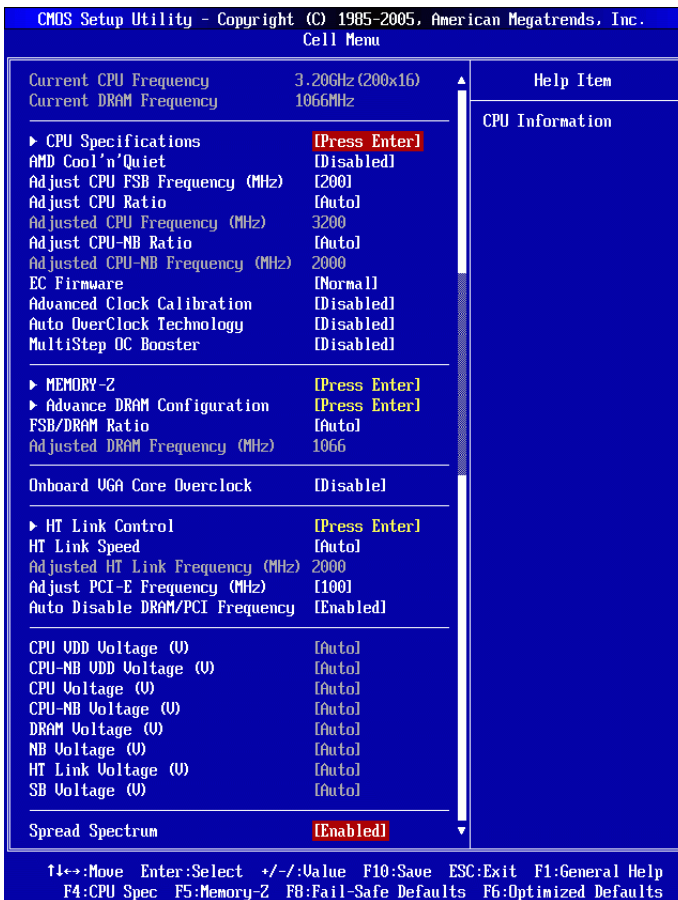 CMOS Setup Utility - Copyright (C) 1985-2005, American Megatrends, Inc.
Cell Menu
Current CPU Frequency 3.20GHz(200x16)
Current DRAM Frequency 1066MHz
Help Item
CPU Information
▶ CPU Specifications [Press Enter]
AMD Cool'n'Quiet [Disabled]
Adjust CPU FSB Frequency (MHz) [200]
Adjust CPU Ratio [Auto]
Adjusted CPU Frequency (MHz) 3200
Adjust CPU-NB Ratio [Auto]
Adjusted CPU-NB Frequency (MHz) 2000
EC Firmware [Normal]
Advanced Clock Calibration [Disabled]
Auto OverClock Technology [Disabled]
MultiStep OC Booster [Disabled]
▶ MEMORY-Z [Press Enter]
▶ Advance DRAM Configuration [Press Enter]
FSB/DRAM Ratio [Auto]
Adjusted DRAM Frequency (MHz) 1066
Onboard VGA Core Overclock [Disable]
▶ HT Link Control [Press Enter]
HT Link Speed [Auto]
Adjusted HT Link Frequency (MHz) 2000
Adjust PCI-E Frequency (MHz) [100]
Auto Disable DRAM/PCI Frequency [Enabled]
CPU VDD Voltage (V) [Auto]
CPU-NB VDD Voltage (V) [Auto]
CPU Voltage (V) [Auto]
CPU-NB Voltage (V) [Auto]
DRAM Voltage (V) [Auto]
NB Voltage (V) [Auto]
HT Link Voltage (V) [Auto]
SB Voltage (V) [Auto]
Spread Spectrum [Enabled]
↑↓←→:Move Enter:Select +/-/:Value F10:Save ESC:Exit F1:General Help
F4:CPU Spec F5:Memory-Z F8:Fail-Safe Defaults F6:Optimized Defaults